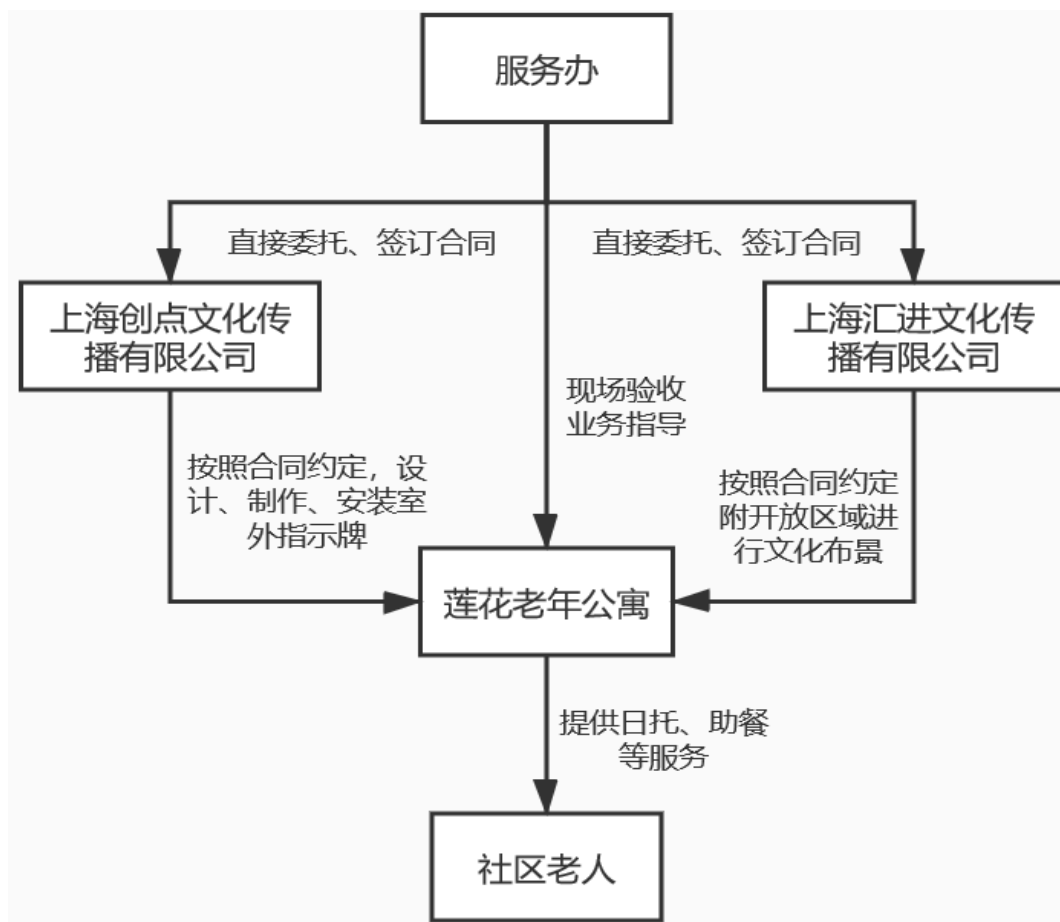 服务办
直接委托、签订合同
直接委托、签订合同
上海创点文化传
播有限公司
上海汇进文化传
播有限公司
现场验收
业务指导
按照合同约定，设
计、制作、安装室
外指示牌
按照合同约定
附开放区域进
行文化布景
莲花老年公寓
提供日托、助餐
等服务
社区老人